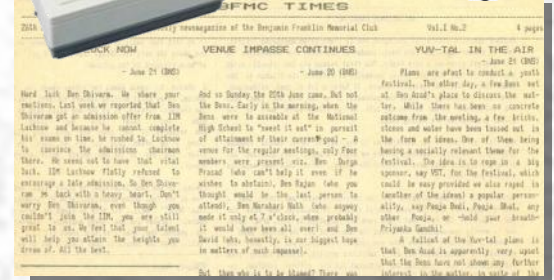 BFMC TIMES
26th
ly newsmagazine of the Benjamin Franklin Memorial Club
Vol.I No.2
4 pages
LUCK NOW
- June 21 (BNS)
Hard luck Ben Shivara. We share your
emotions. Last week we reported that Ben
Shivaram got an admission offer from IIM
Lucknow and because he cannot complete
his exams on time, he rushed to Lucknow
to convince the admissions chairman
there. He seems not to have that vital
luck. IIM Lucknow flatly refused to
encourage a late admission. So Ben Shiva-
ram is back with a heavy heart. Don't
worry Ben Shivaram, even though you
couldn't join the IIM, you are still
great to us. We feel that your talent
will help you attain the heights you
dream of. All the best.
VENUE IMPASSE CONTINUES
- June 20 (BNS)
And so Sunday the 20th June came. But not
the Bens. Early in the morning, when the
Bens were to assemble at the National
High School to "sweat it out" in pursuit
of attainment of their current goal - A
venue for the regular meetings, only Four
members were present viz. Ben Durga
Prasad (who can't help it even if he
wishes to abstain), Ben Rajan (who you
thought would be the last person to
attend), Ben Narahari Nath (who anyway
made it only at 7 o'clock, when probably
it would have been all over) and Ben
David (who, honestly, is our biggest hope
in matters of such impasse).
But then who is to be blamed? There was
YUV-TAL IN THE AIR
- June 21 (BNS)
Plans are afoot to conduct a youth
festival. The other day, a few Bens met
at Ben Azad's place to discuss the mat-
ter. While there has been no concrete
outcome from the meeting, a few bricks,
stones and water have been tossed out in
the form of ideas. One of them being
having a socially relevant theme for the
festival. The idea is to rope in a big
sponsor, say VST, for the festival, which
could be easy provided we also roped in
(another of the ideas) a popular person-
ality, say Pooja Bedi, Pooja Bhat, any
other Pooja, or -hold your breath-
Priyanka Gandhi!
A fallout of the Yuv-tal plans is
that Ben Azad is apparently very upset
that the Bens have not shown any further
interest in the matter, in spite of the